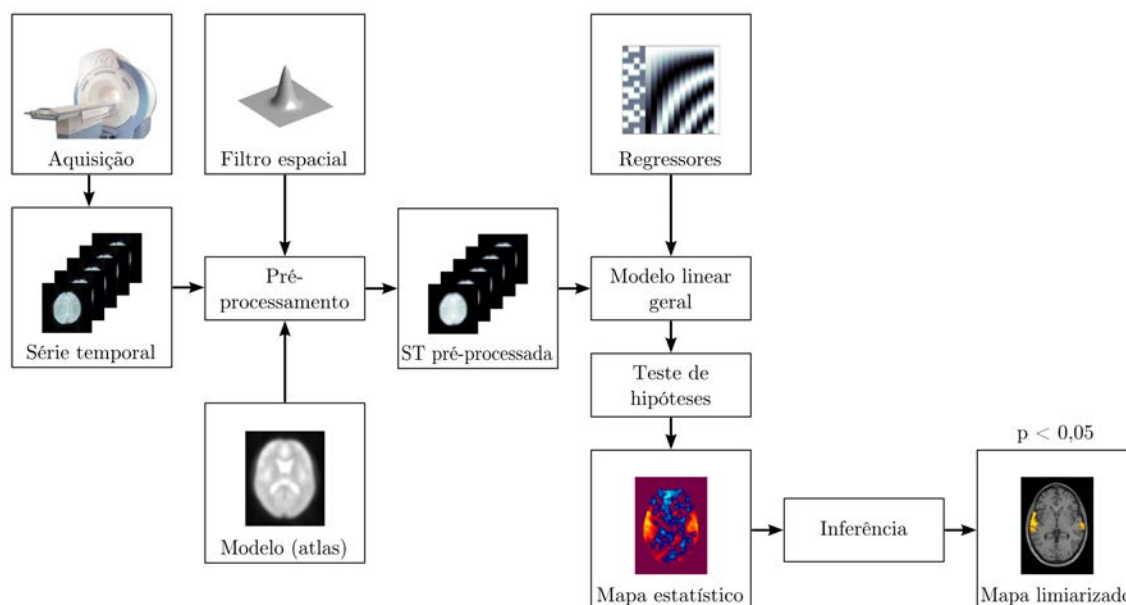 Aquisição
Filtro espacial
Regressores
Série temporal
Pré-
processamento
ST pré-processada
Modelo linear
geral
Teste de
hipóteses
Modelo (atlas)
p < 0,05
Mapa estatístico
Inferência
Mapa limiarizado